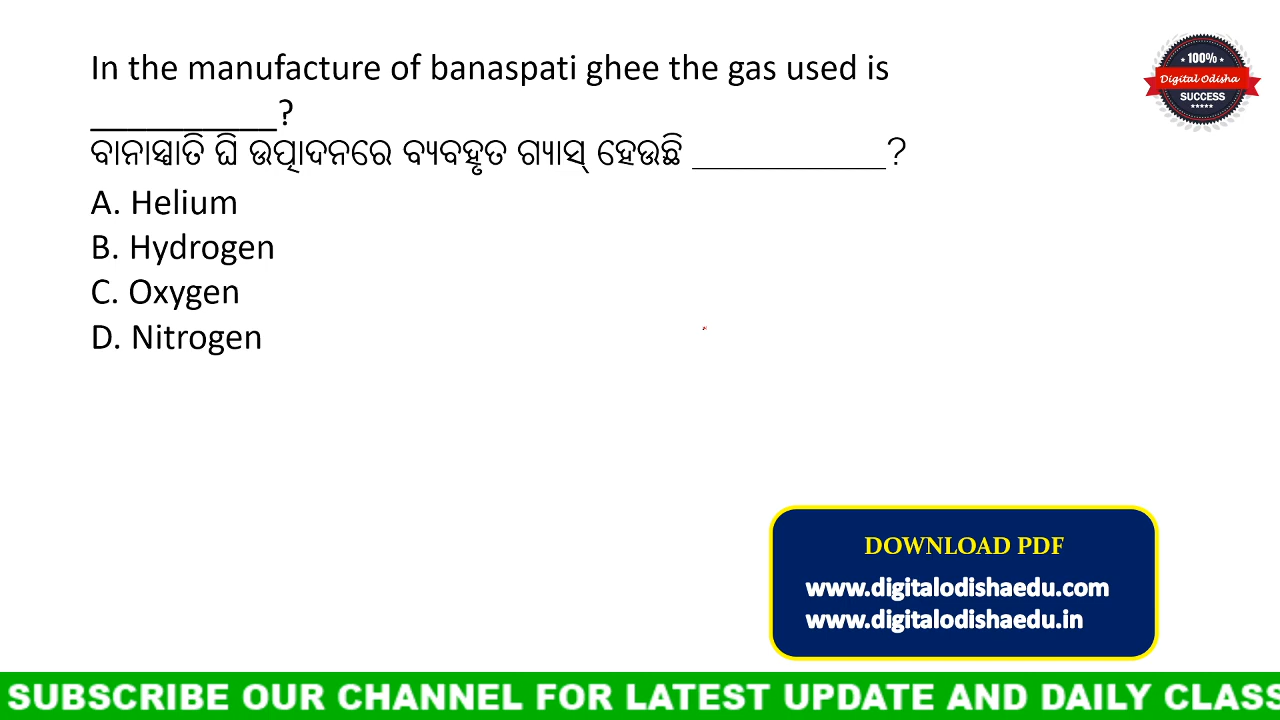 In the manufacture of banaspati ghee the gas used is
__________?
ବାନାସ୍ପାତି ଘି ଉତ୍ପାଦନରେ ବ୍ୟବହୃତ ଗ୍ୟାସ୍ ହେଉଛି ___________?
A. Helium
B. Hydrogen
C. Oxygen
D. Nitrogen
100%
Digital Odisha
SUCCESS
DOWNLOAD PDF
www.digitalodishaedu.com
www.digitalodishaedu.in
SUBSCRIBE OUR CHANNEL FOR LATEST UPDATE AND DAILY CLASS